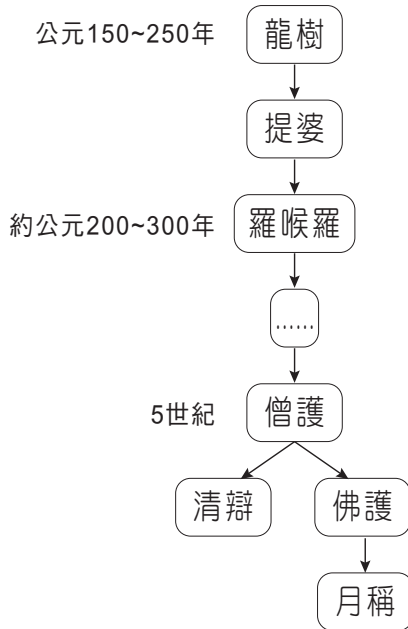 公元150~250年 龍樹
提婆
約公元200~300年 羅喉羅
......
5世紀 僧護
清辯 佛護
月稱